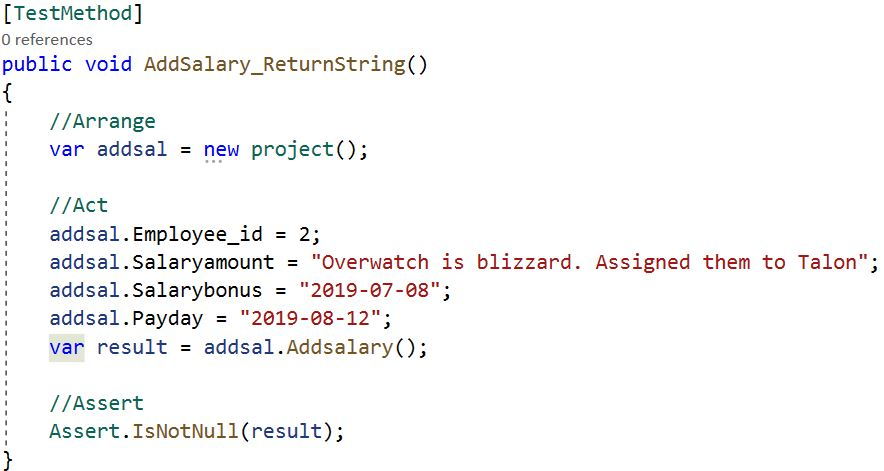 [TestMethod]
0 references
public void AddSalary_ReturnString()
{
//Arrange
var addsal = new project();
//Act
addsal.Employee_id = 2;
addsal.Salaryamount = "Overwatch is blizzard. Assigned them to Talon";
addsal.Salarybonus = "2019-07-08";
addsal.Payday = "2019-08-12";
var result = addsal.Addsalary();
//Assert
Assert.IsNotNull(result);
}